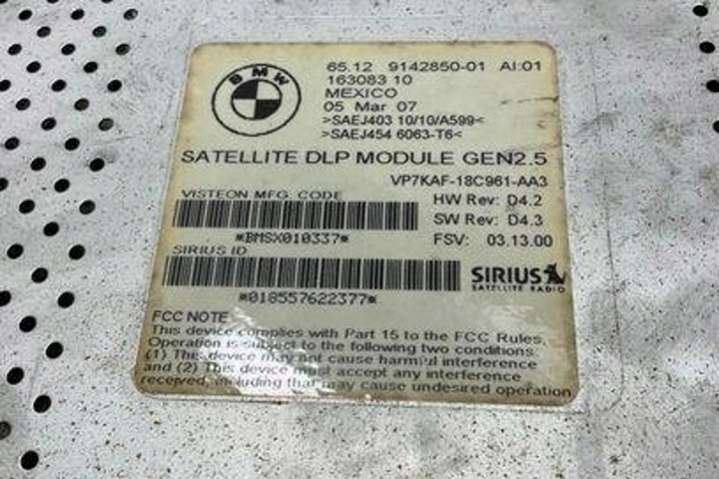 BMW
65.12 9142850-01 AI:01
163083 10
MEXICO
05 Mar 07
>SAEJ403 10/10/A599<
>SAEJ454 6063-T6<
SATELLITE DLP MODULE GEN2.5
VP7KAF-18C961-AA3
VISTEON MFG. CODE
HW Rev: D4.2
SW Rev: D4.3
*BMSX010337*
FSV: 03.13.00
SIRIUS ID
SIRIUS
SATELLITE RADIO
*018557622377*
FCC NOTE
This device complies with Part 15 to the FCC Rules.
Operation is subject to the following two conditions:
(1) This device may not cause harmful interference
and (2) This device must accept any interference
received, including that may cause undesired operation